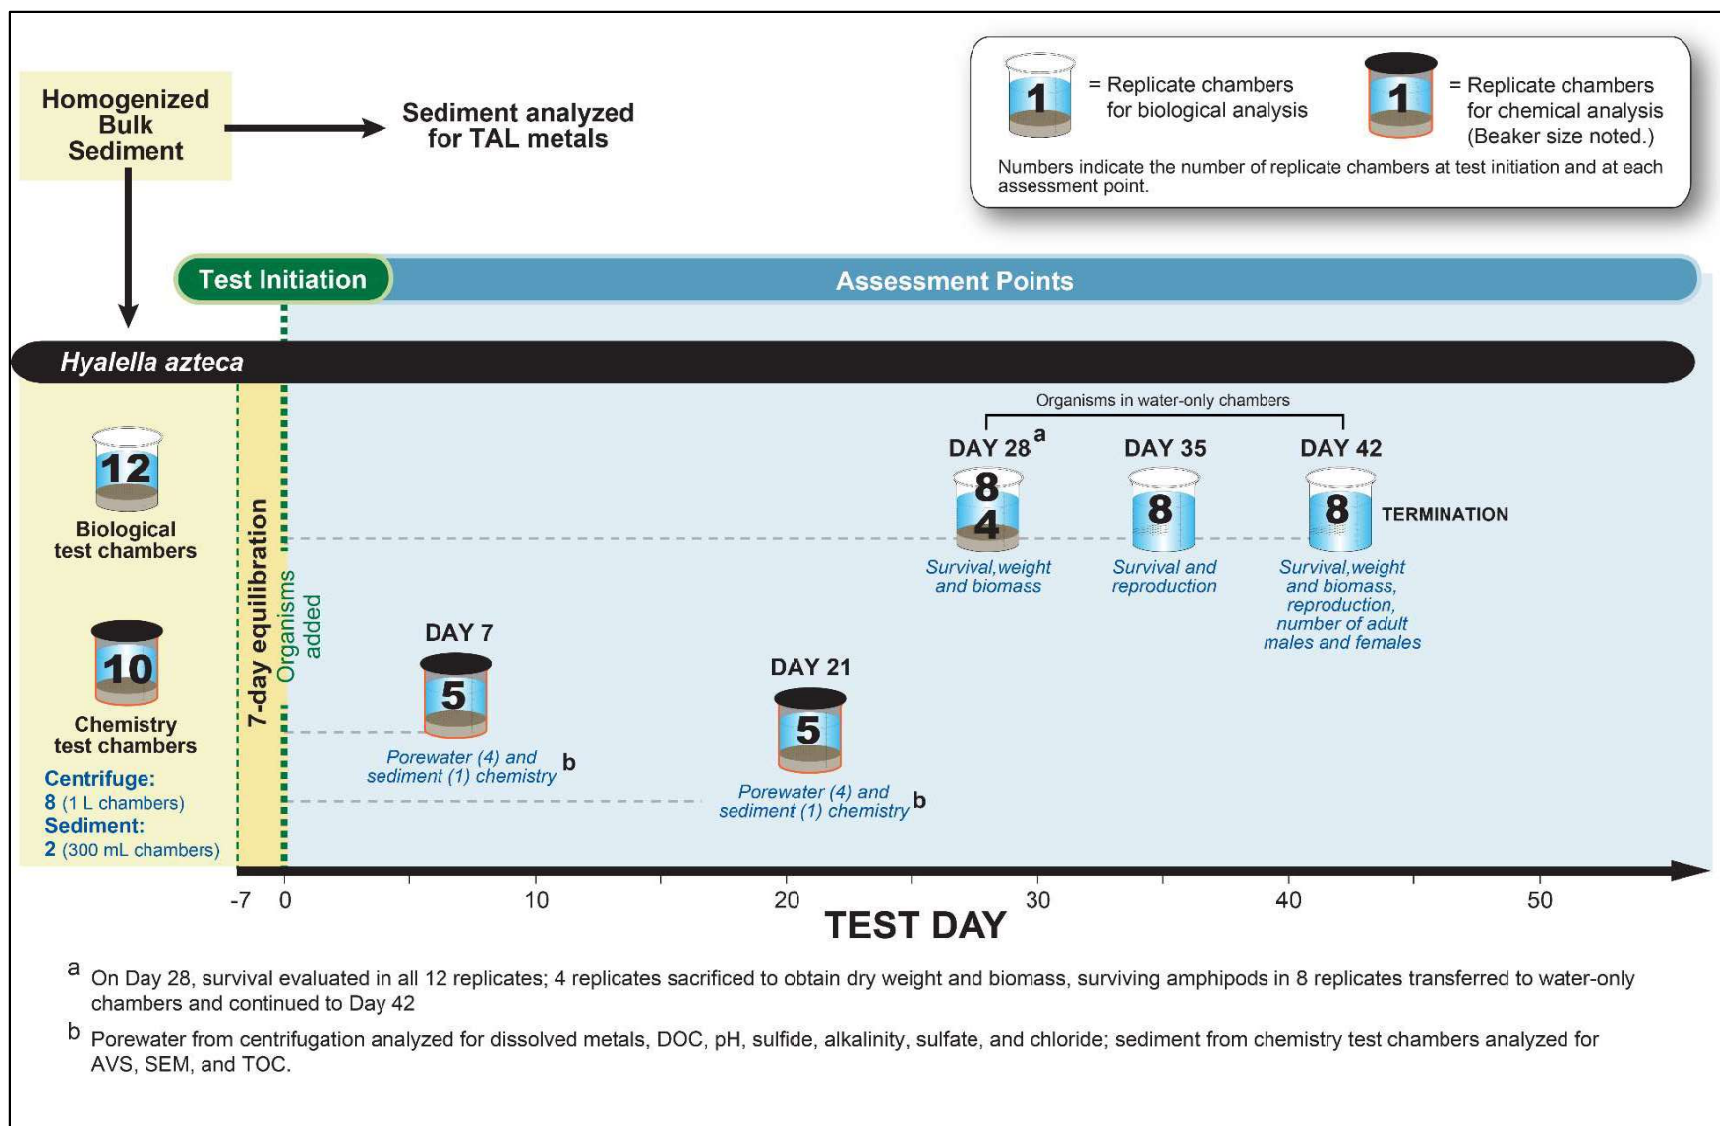 Homogenized
Bulk
Sediment
Sediment analyzed
for TAL metals
1
= Replicate chambers
for biological analysis
1
= Replicate chambers
for chemical analysis
(Beaker size noted.)
Numbers indicate the number of replicate chambers at test initiation and at each
assessment point.
Test Initiation
Assessment Points
Hyalella azteca
12
Biological
test chambers
10
Chemistry
test chambers
Centrifuge:
8 (1 L chambers)
Sediment:
2 (300 mL chambers)
7-day equilibration
Organisms
added
Organisms in water-only chambers
DAY 28 a
8
4
Survival,weight
and biomass
DAY 35
8
Survival and
reproduction
DAY 42
8
TERMINATION
Survival,weight
and biomass,
reproduction,
number of adult
males and females
DAY 7
5
Porewater (4) and
sediment (1) chemistry b
DAY 21
5
Porewater (4) and
sediment (1) chemistry b
-7 0 10 20 30 40 50
TEST DAY
a On Day 28, survival evaluated in all 12 replicates; 4 replicates sacrificed to obtain dry weight and biomass, surviving amphipods in 8 replicates transferred to water-only
chambers and continued to Day 42
b Porewater from centrifugation analyzed for dissolved metals, DOC, pH, sulfide, alkalinity, sulfate, and chloride; sediment from chemistry test chambers analyzed for
AVS, SEM, and TOC.